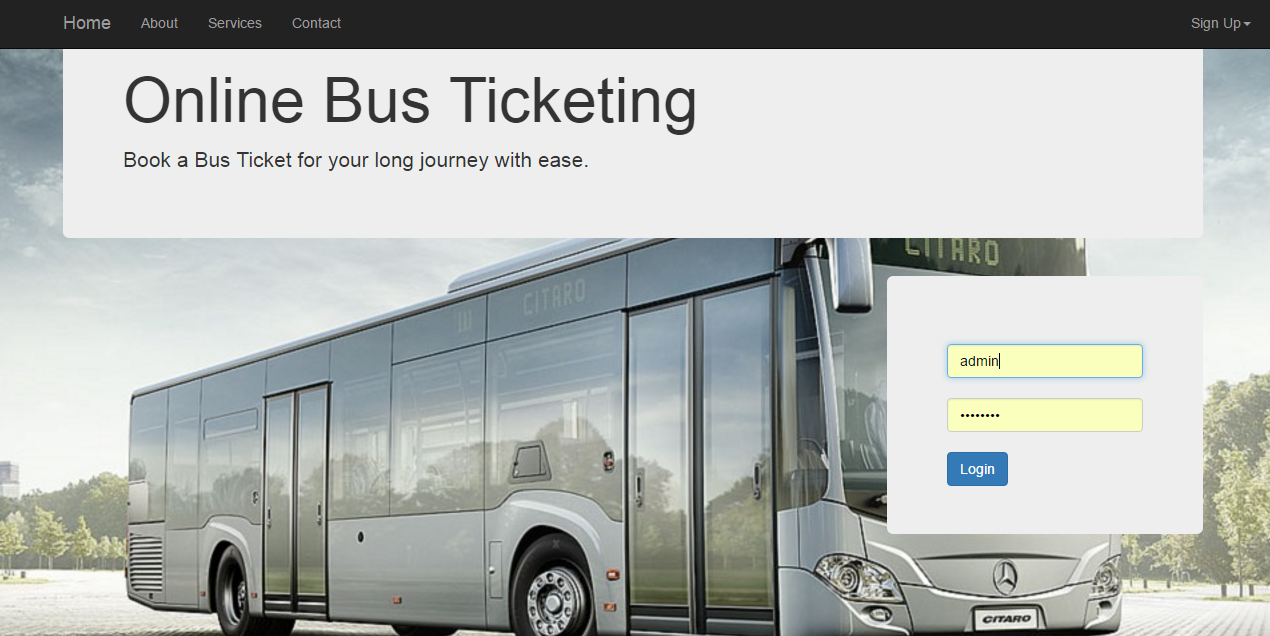 Home About Services Contact Sign Up
Online Bus Ticketing
Book a Bus Ticket for your long journey with ease.
CITARO
CITARO
admin
••••••••
Login
CITARO